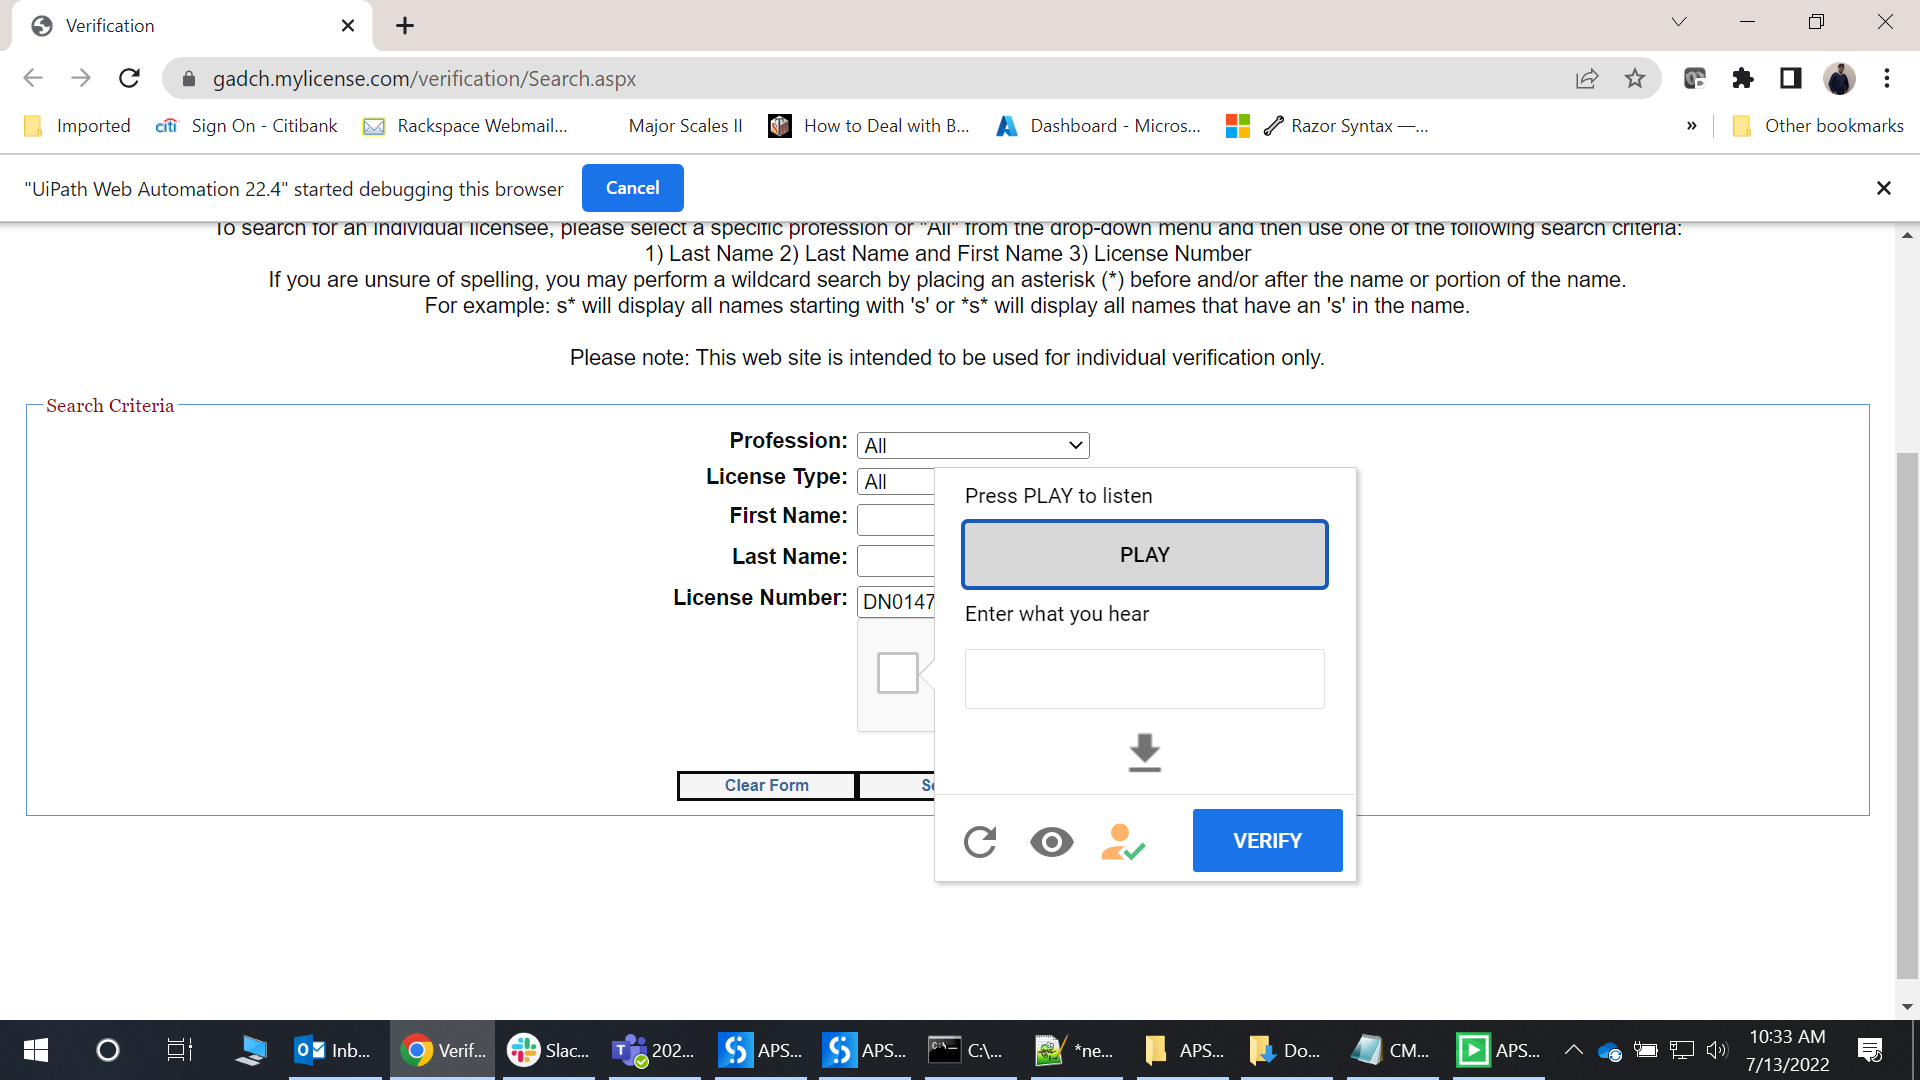 Verification
gadch.mylicense.com/verification/Search.aspx
Imported
citi Sign On - Citibank
Rackspace Webmail...
Major Scales II
How to Deal with B...
Dashboard - Micros...
Razor Syntax —...
»
Other bookmarks
"UiPath Web Automation 22.4" started debugging this browser
Cancel
To search for an individual licensee, please select a specific profession or "All" from the drop-down menu and then use one of the following search criteria:
1) Last Name 2) Last Name and First Name 3) License Number
If you are unsure of spelling, you may perform a wildcard search by placing an asterisk (*) before and/or after the name or portion of the name.
For example: s* will display all names starting with 's' or *s* will display all names that have an 's' in the name.
Please note: This web site is intended to be used for individual verification only.
Search Criteria
Profession: All
License Type: All
First Name:
Last Name:
License Number: DN0147
Press PLAY to listen
PLAY
Enter what you hear
VERIFY
Clear Form
Se
Inb...
Verif...
Slac...
202...
APS...
APS...
C:\...
*ne...
APS...
Do...
CM...
APS...
10:33 AM
7/13/2022